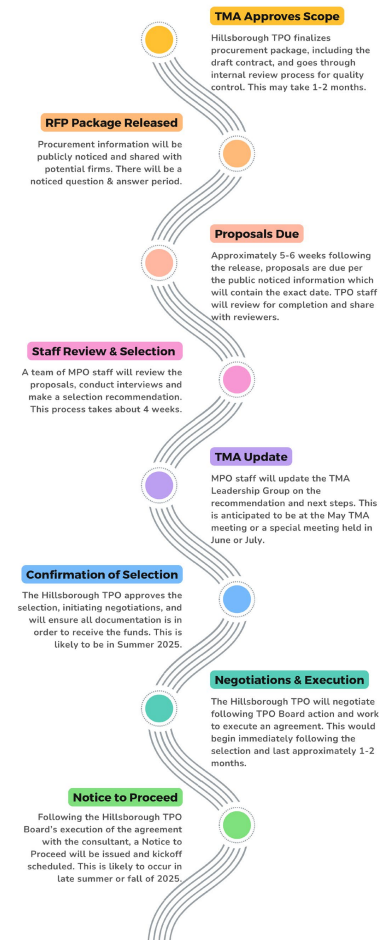 TMA Approves Scope
Hillsborough TPO finalizes
procurement package, including the
draft contract, and goes through
internal review process for quality
control. This may take 1-2 months.
RFP Package Released
Procurement information will be
publicly noticed and shared with
potential firms. There will be a
noticed question & answer period.
Proposals Due
Approximately 5-6 weeks following
the release, proposals are due per
the public noticed information which
will contain the exact date. TPO staff
will review for completion and share
with reviewers.
Staff Review & Selection
A team of MPO staff will review the
proposals, conduct interviews and
make a selection recommendation.
This process takes about 4 weeks.
TMA Update
MPO staff will update the TMA
Leadership Group on the
recommendation and next steps. This
is anticipated to be at the May TMA
meeting or a special meeting held in
June or July.
Confirmation of Selection
The Hillsborough TPO approves the
selection, initiating negotiations, and
will ensure all documentation is in
order to receive the funds. This is
likely to be in Summer 2025.
Negotiations & Execution
The Hillsborough TPO will negotiate
following TPO Board action and work
to execute an agreement. This would
begin immediately following the
selection and last approximately 1-2
months.
Notice to Proceed
Following the Hillsborough TPO
Board's execution of the agreement
with the consultant, a Notice to
Proceed will be issued and kickoff
scheduled. This is likely to occur in
late summer or fall of 2025.